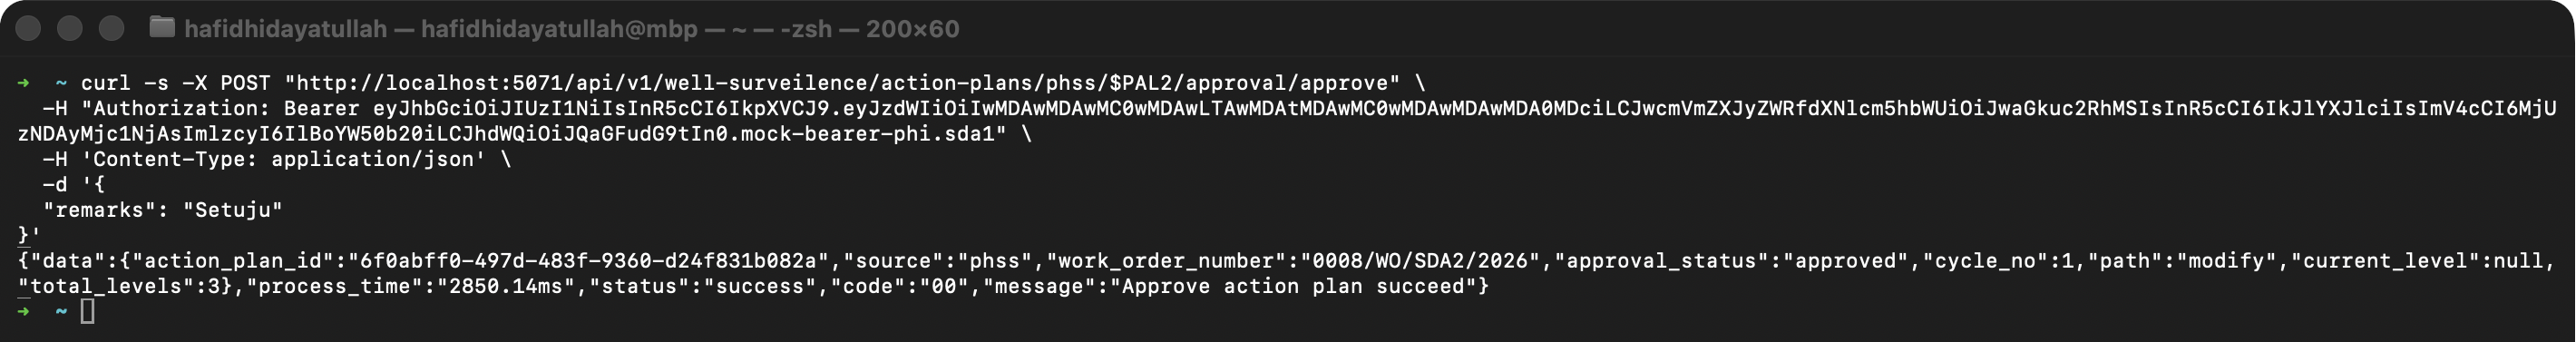 hafidhidayatullah — hafidhidayatullah@mbp — ~ — -zsh — 200×60
➜  ~ curl -s -X POST "http://localhost:5071/api/v1/well-surveilence/action-plans/phss/$PAL2/approval/approve" \
  -H "Authorization: Bearer eyJhbGciOiJIUzI1NiIsInR5cCI6IkpXVCJ9.eyJzdWIiOiIwMDAwMDAwMC0wMDAwLTAwMDAtMDAwMC0wMDAwMDAwMDA0MDciLCJwcmVmZXJyZWRfdXNlcm5hbWUiOiJwaGkuc2RhMSIsInR5cCI6IkJlYXJlciIsImV4cCI6MjU
zNDAyMjc1NjAsImlzcyI6IlBoYW50b20iLCJhdWQiOiJQaGFudG9tIn0.mock-bearer-phi.sda1" \
  -H 'Content-Type: application/json' \
  -d '{
  "remarks": "Setuju"
}'
{"data":{"action_plan_id":"6f0abff0-497d-483f-9360-d24f831b082a","source":"phss","work_order_number":"0008/WO/SDA2/2026","approval_status":"approved","cycle_no":1,"path":"modify","current_level":null,
"total_levels":3},"process_time":"2850.14ms","status":"success","code":"00","message":"Approve action plan succeed"}
➜  ~